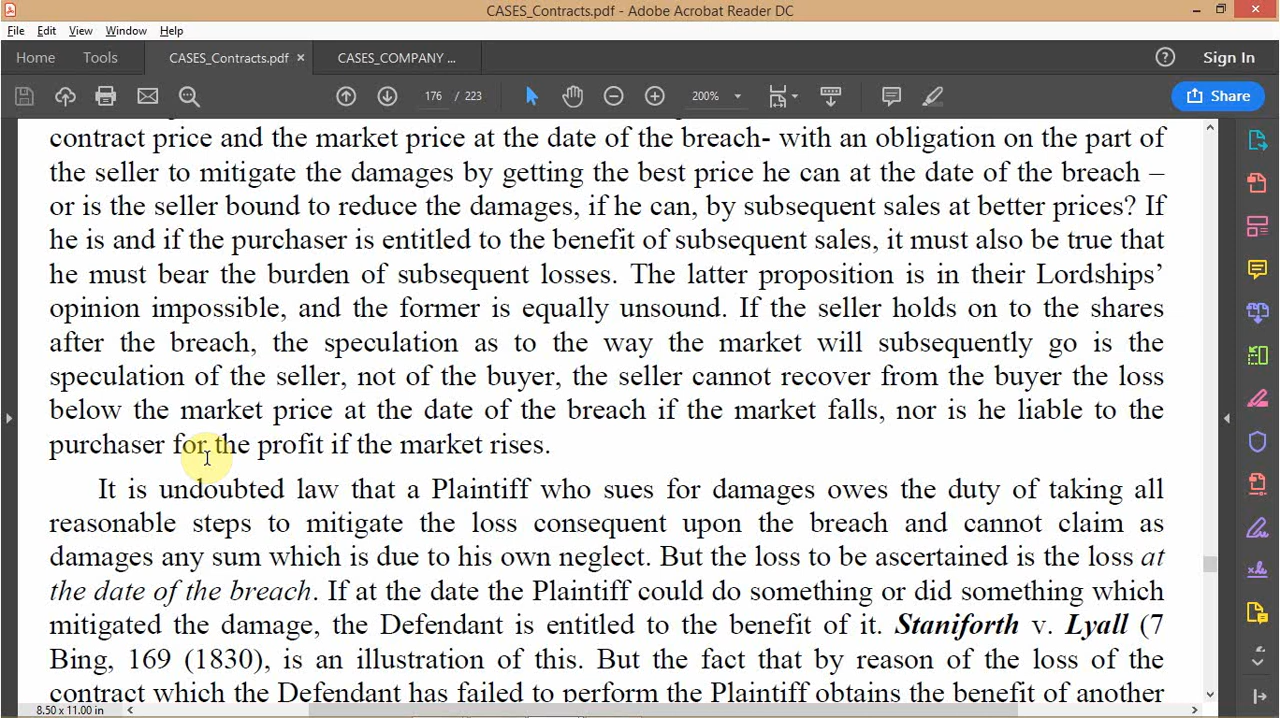 CASES_Contracts.pdf - Adobe Acrobat Reader DC
File Edit View Window Help
Home Tools CASES_Contracts.pdf × CASES_COMPANY ... Sign In
176 / 223 200% Share
contract price and the market price at the date of the breach- with an obligation on the part of
the seller to mitigate the damages by getting the best price he can at the date of the breach –
or is the seller bound to reduce the damages, if he can, by subsequent sales at better prices? If
he is and if the purchaser is entitled to the benefit of subsequent sales, it must also be true that
he must bear the burden of subsequent losses. The latter proposition is in their Lordships’
opinion impossible, and the former is equally unsound. If the seller holds on to the shares
after the breach, the speculation as to the way the market will subsequently go is the
speculation of the seller, not of the buyer, the seller cannot recover from the buyer the loss
below the market price at the date of the breach if the market falls, nor is he liable to the
purchaser for the profit if the market rises.
It is undoubted law that a Plaintiff who sues for damages owes the duty of taking all
reasonable steps to mitigate the loss consequent upon the breach and cannot claim as
damages any sum which is due to his own neglect. But the loss to be ascertained is the loss at
the date of the breach. If at the date the Plaintiff could do something or did something which
mitigated the damage, the Defendant is entitled to the benefit of it. Staniforth v. Lyall (7
Bing, 169 (1830), is an illustration of this. But the fact that by reason of the loss of the
contract which the Defendant has failed to perform the Plaintiff obtains the benefit of another
8.50 x 11.00 in